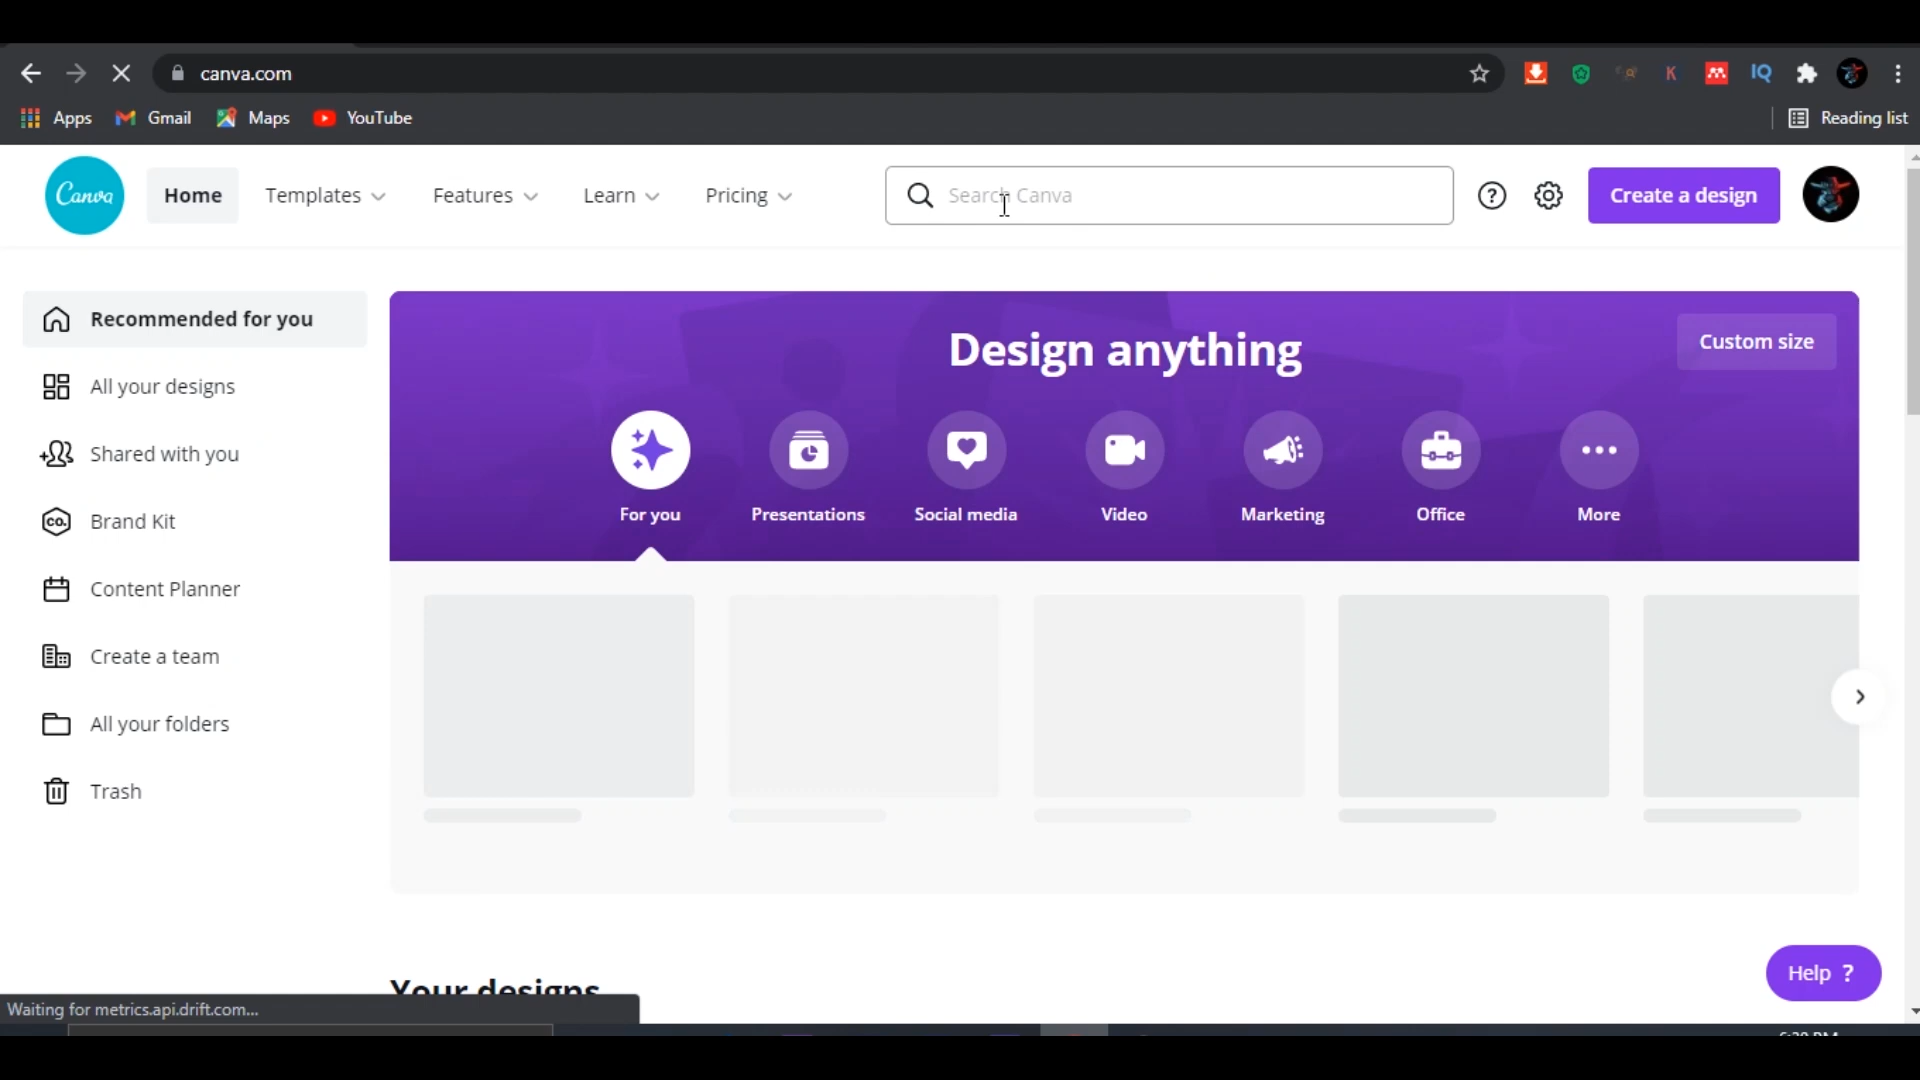 canva.com
K
IQ
Apps
Gmail
Maps
YouTube
Reading list
Canva
Home
Templates
Features
Learn
Pricing
Search Canva
?
Create a design
Recommended for you
All your designs
Shared with you
CO.
Brand Kit
Content Planner
Create a team
All your folders
Trash
Design anything
Custom size
For you
Presentations
Social media
Video
Marketing
Office
More
Your designs
Help ?
Waiting for metrics.api.drift.com...